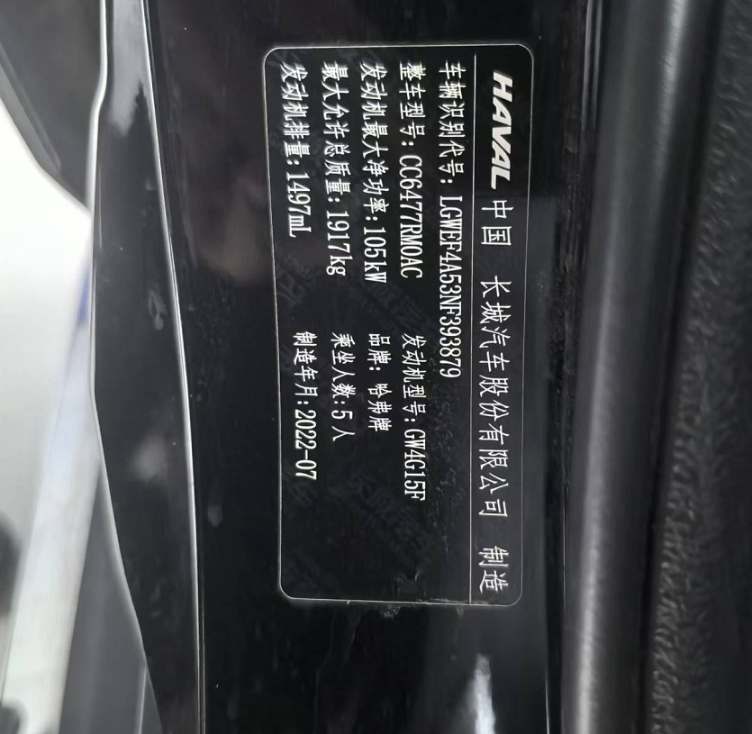 HAVAL 中国 长城汽车股份有限公司 制造
车辆识别代号：LGWEF4A53NF393879
整车型号：CC6477RM0AC 发动机型号：GW4G15F
发动机最大净功率：105kW 品牌：哈弗牌
最大允许总质量：1917kg 乘坐人数：5人
发动机排量：1497mL 制造年月：2022-07